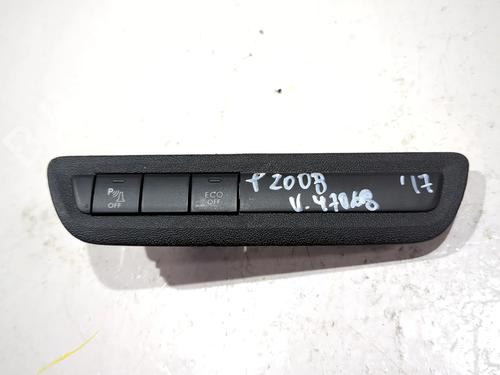 P
OFF
ECO
OFF
+ 2008
V. 47068
'17